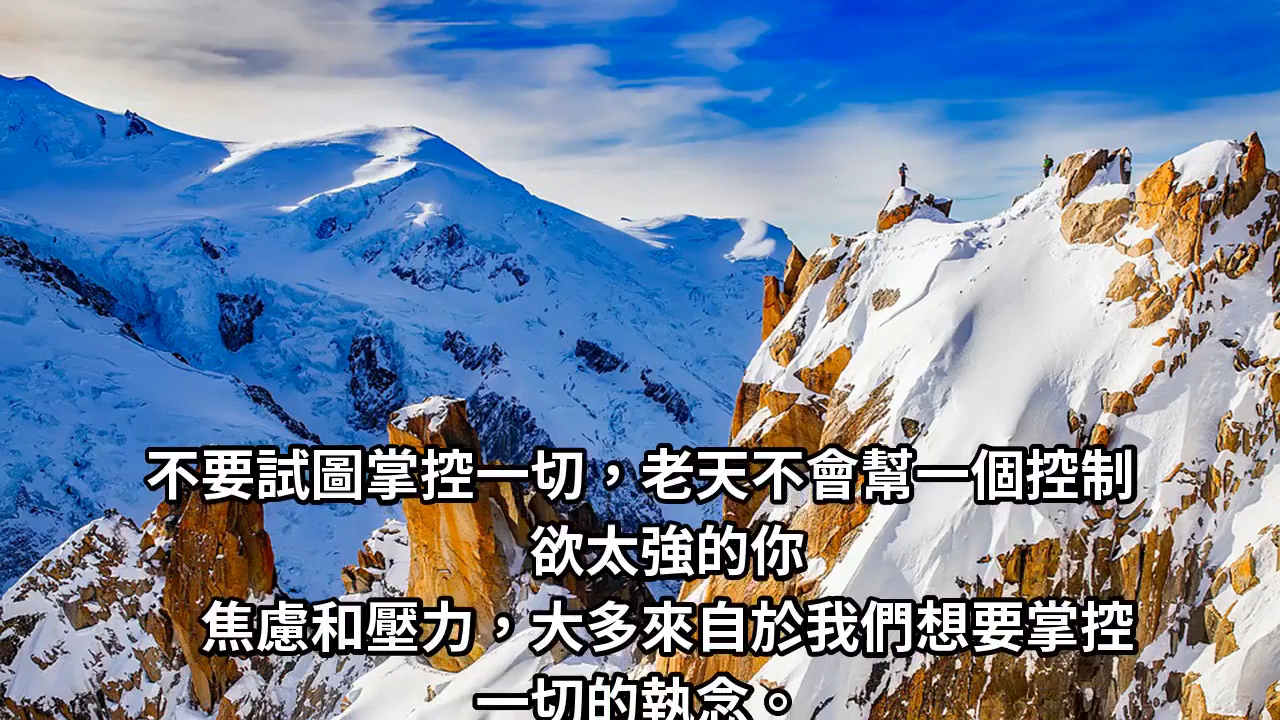 不要試圖掌控一切，老天不會幫一個控制
欲太強的你
焦慮和壓力，大多來自於我們想要掌控
一切的執念。